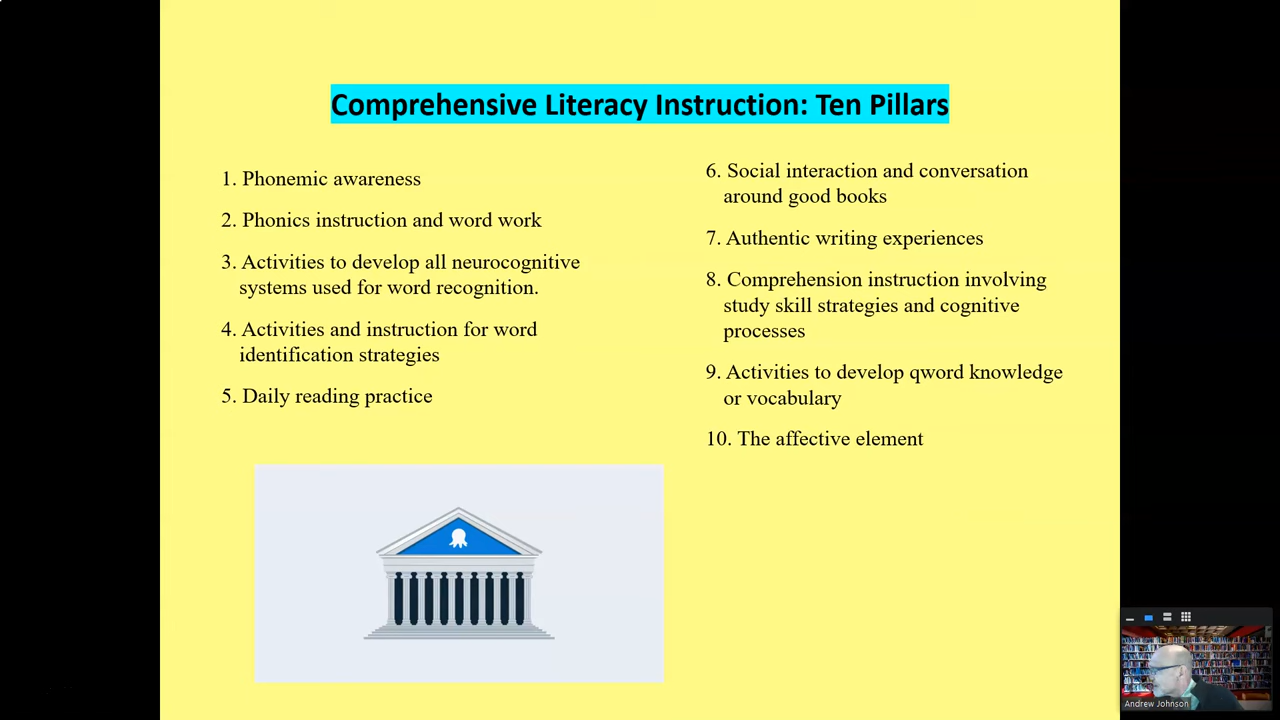 Comprehensive Literacy Instruction: Ten Pillars
1. Phonemic awareness
2. Phonics instruction and word work
3. Activities to develop all neurocognitive
systems used for word recognition.
4. Activities and instruction for word
identification strategies
5. Daily reading practice
6. Social interaction and conversation
around good books
7. Authentic writing experiences
8. Comprehension instruction involving
study skill strategies and cognitive
processes
9. Activities to develop qword knowledge
or vocabulary
10. The affective element
Andrew Johnson